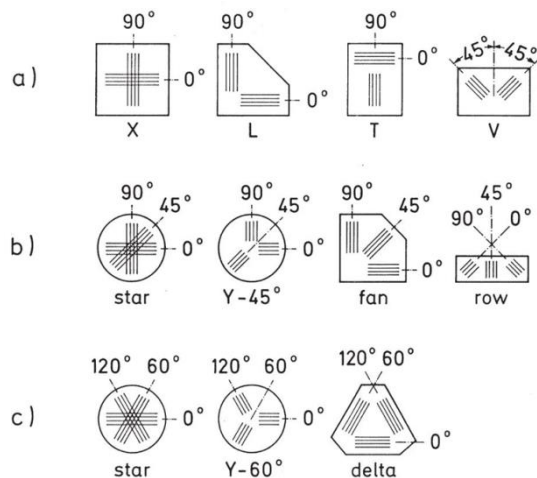 90° 90° 90° 45° 45°
a) 0° 0° 0°
X L T V
90° 45° 90° 45° 90° 45° 45°
90° 0°
b) 0° 0° 0°
star Y-45° fan row
120° 60° 120° 60° 120° 60°
c) 0° 0° 0°
star Y-60° delta